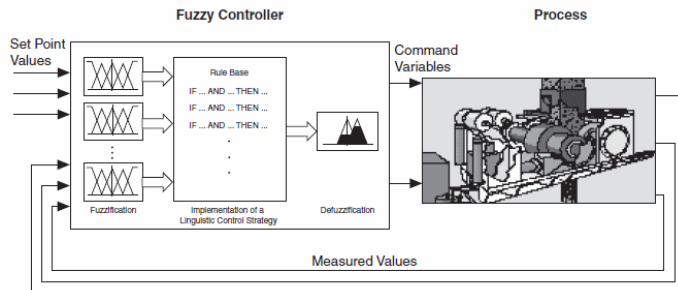 Fuzzy Controller
Process
Set Point
Values
Command
Variables
Rule Base
IF ... AND ... THEN ...
IF ... AND ... THEN ...
IF ... AND ... THEN ...
Fuzzification
Implementation of a
Linguistic Control Strategy
Defuzzification
Measured Values